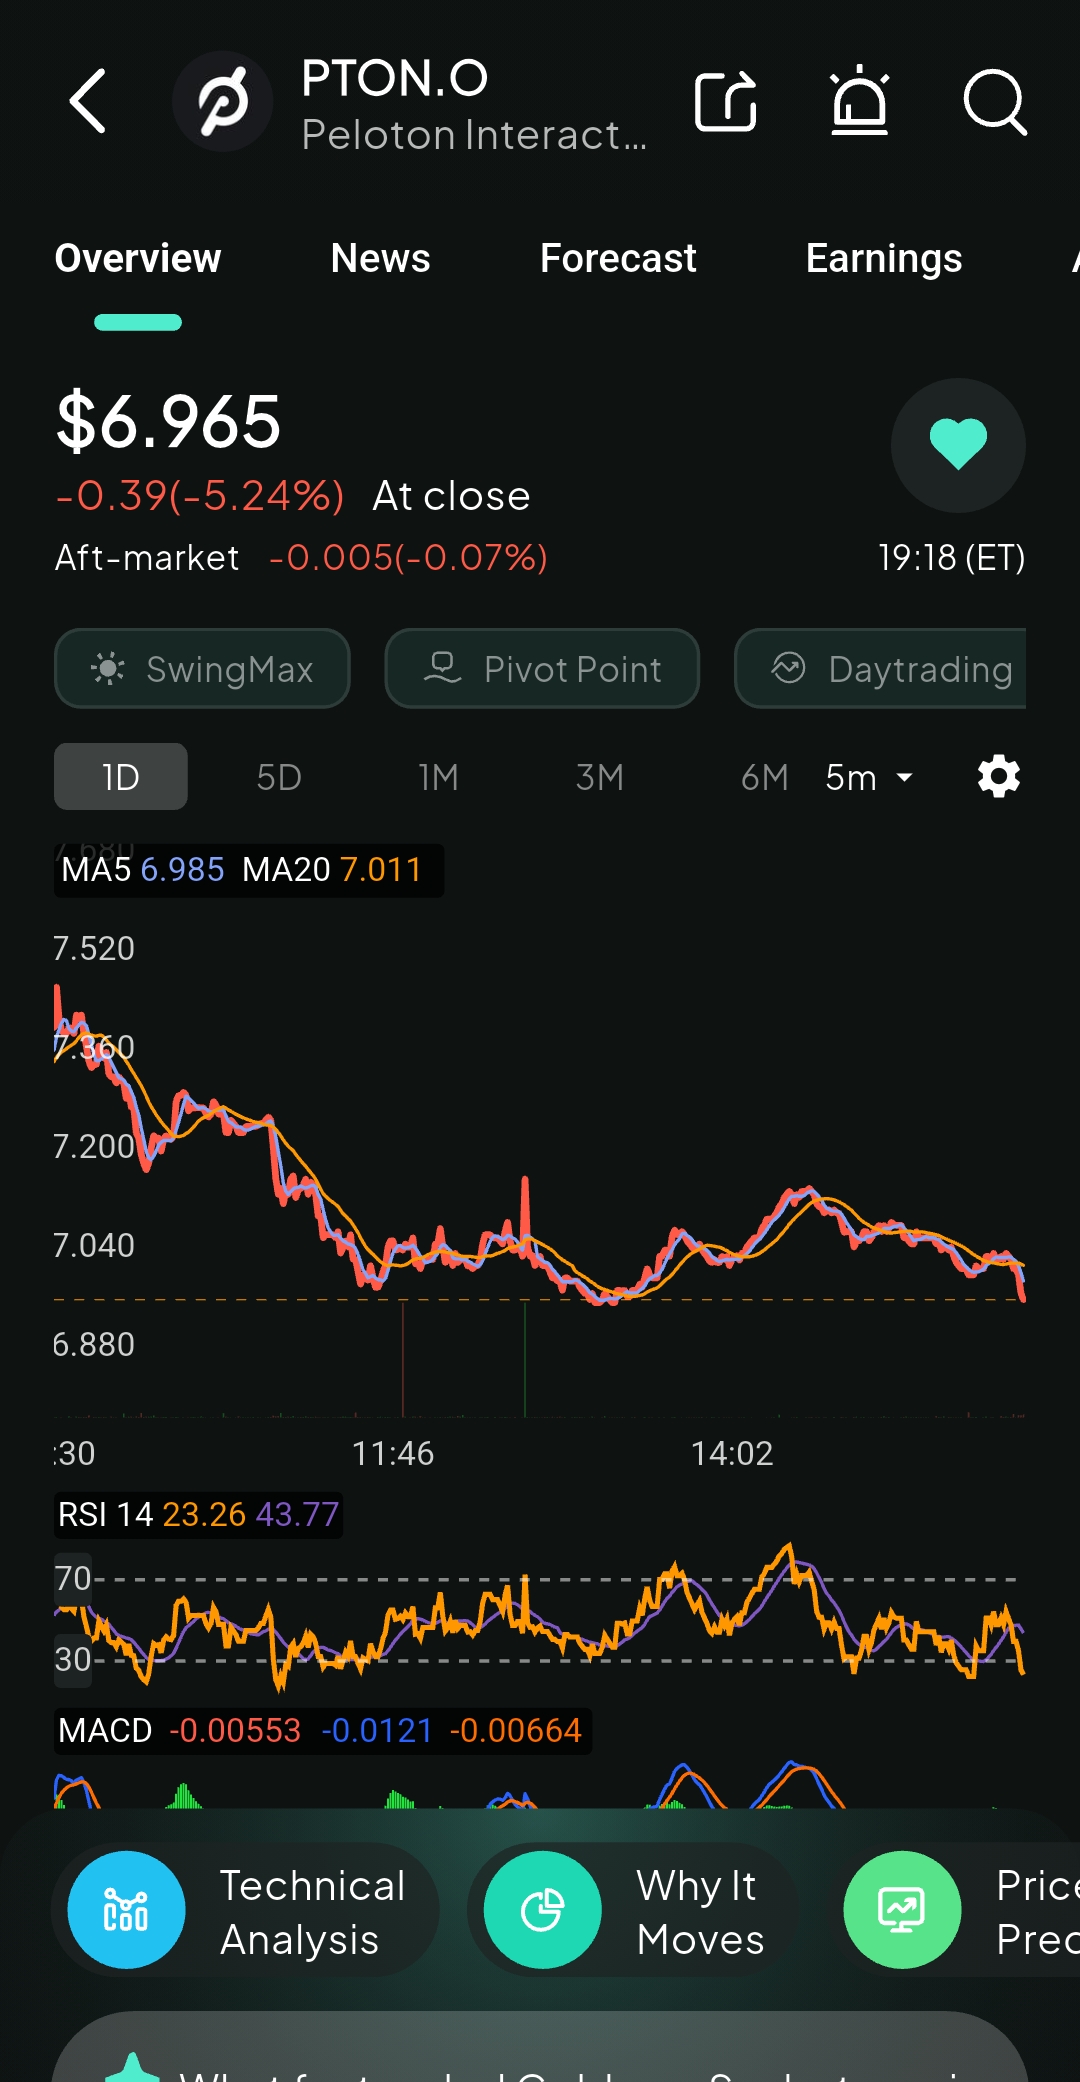 PTON.O
Peloton Interact...
Overview News Forecast Earnings
$6.965
-0.39(-5.24%) At close
Aft-market -0.005(-0.07%) 19:18 (ET)
SwingMax Pivot Point Daytrading
1D 5D 1M 3M 6M 5m
7.680
MA5 6.985 MA20 7.011
7.520
7.360
7.200
7.040
6.880
:30 11:46 14:02
RSI 14 23.26 43.77
70
30
MACD -0.00553 -0.0121 -0.00664
Technical
Analysis
Why It
Moves